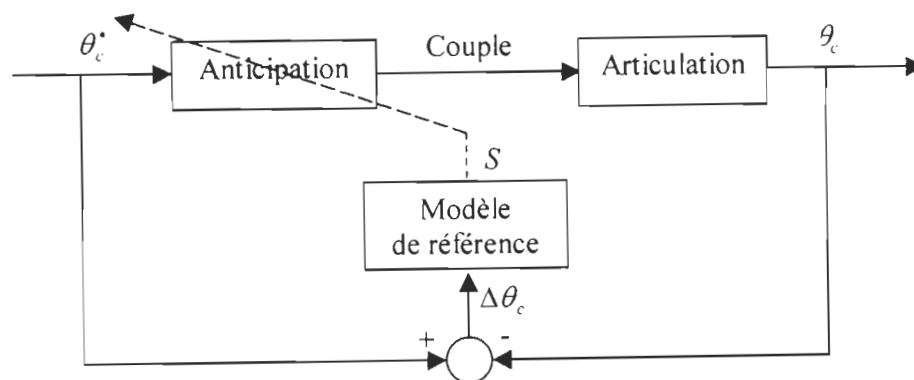 θc*
Anticipation
Couple
Articulation
θc
S
Modèle
de référence
Δθc
+
-